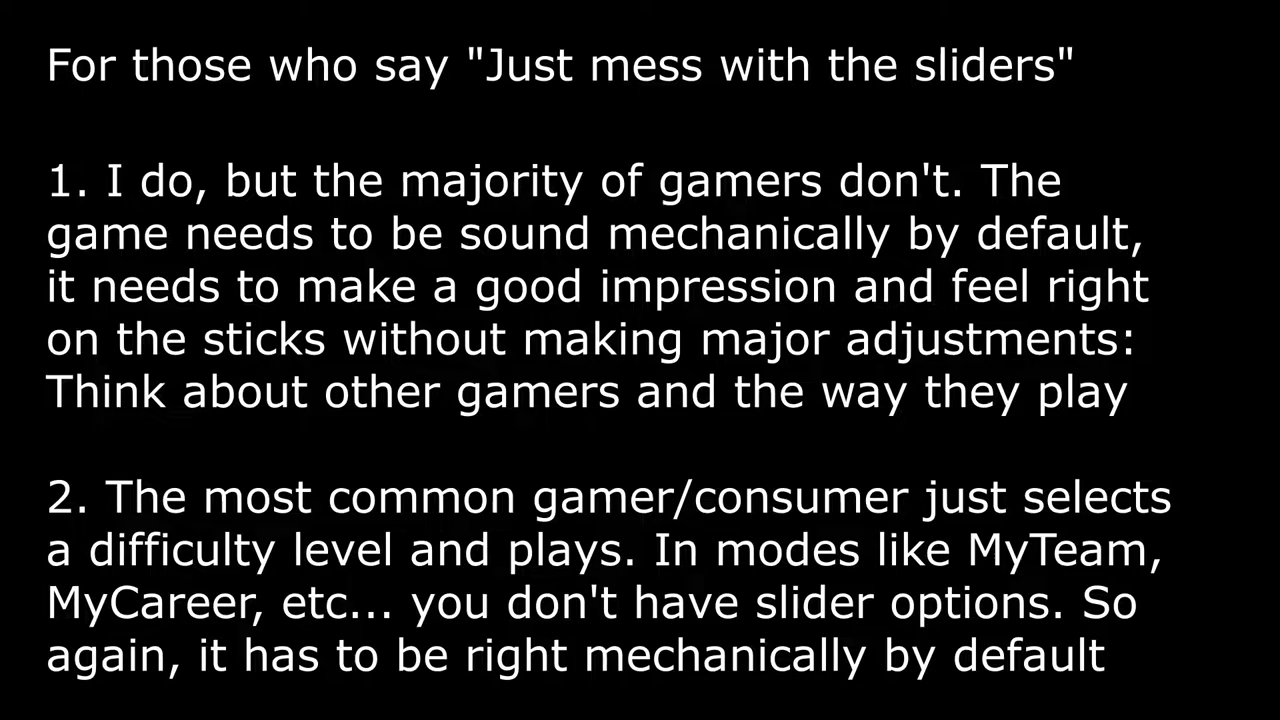 For those who say "Just mess with the sliders"
1. I do, but the majority of gamers don't. The
game needs to be sound mechanically by default,
it needs to make a good impression and feel right
on the sticks without making major adjustments:
Think about other gamers and the way they play
2. The most common gamer/consumer just selects
a difficulty level and plays. In modes like MyTeam,
MyCareer, etc... you don't have slider options. So
again, it has to be right mechanically by default